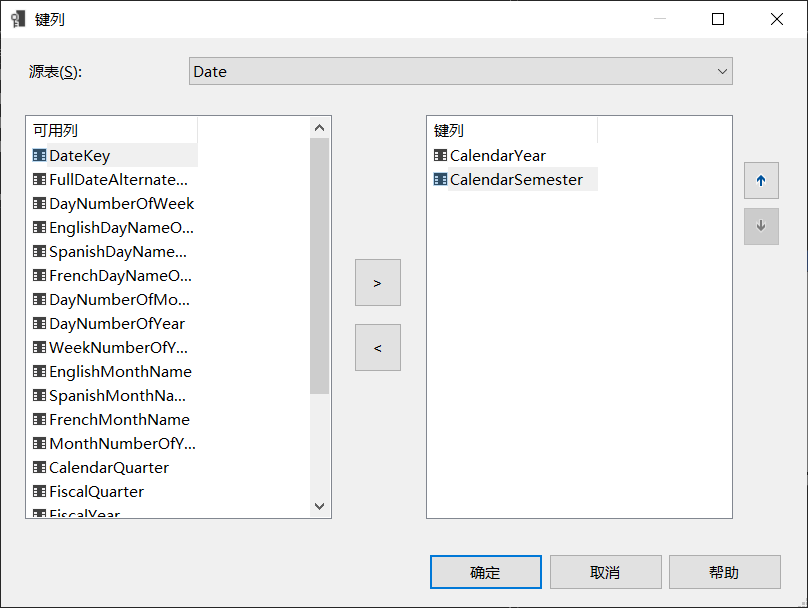 键列
源表(S):
Date
可用列
DateKey
FullDateAlternate...
DayNumberOfWeek
EnglishDayNameO...
SpanishDayName...
FrenchDayNameO...
DayNumberOfMo...
DayNumberOfYear
WeekNumberOfY...
EnglishMonthName
SpanishMonthNa...
FrenchMonthName
MonthNumberOfY...
CalendarQuarter
FiscalQuarter
FiscalYear
>
<
键列
CalendarYear
CalendarSemester
确定
取消
帮助